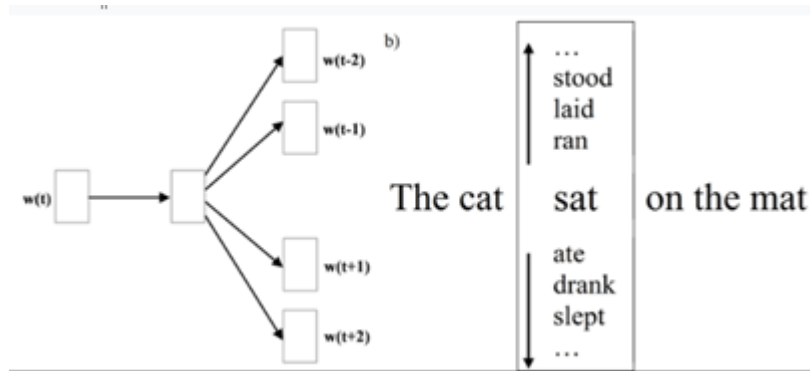 w(t)
w(t-2)
w(t-1)
w(t+1)
w(t+2)
b)
…
stood
laid
ran
The cat sat on the mat
ate
drank
slept
…